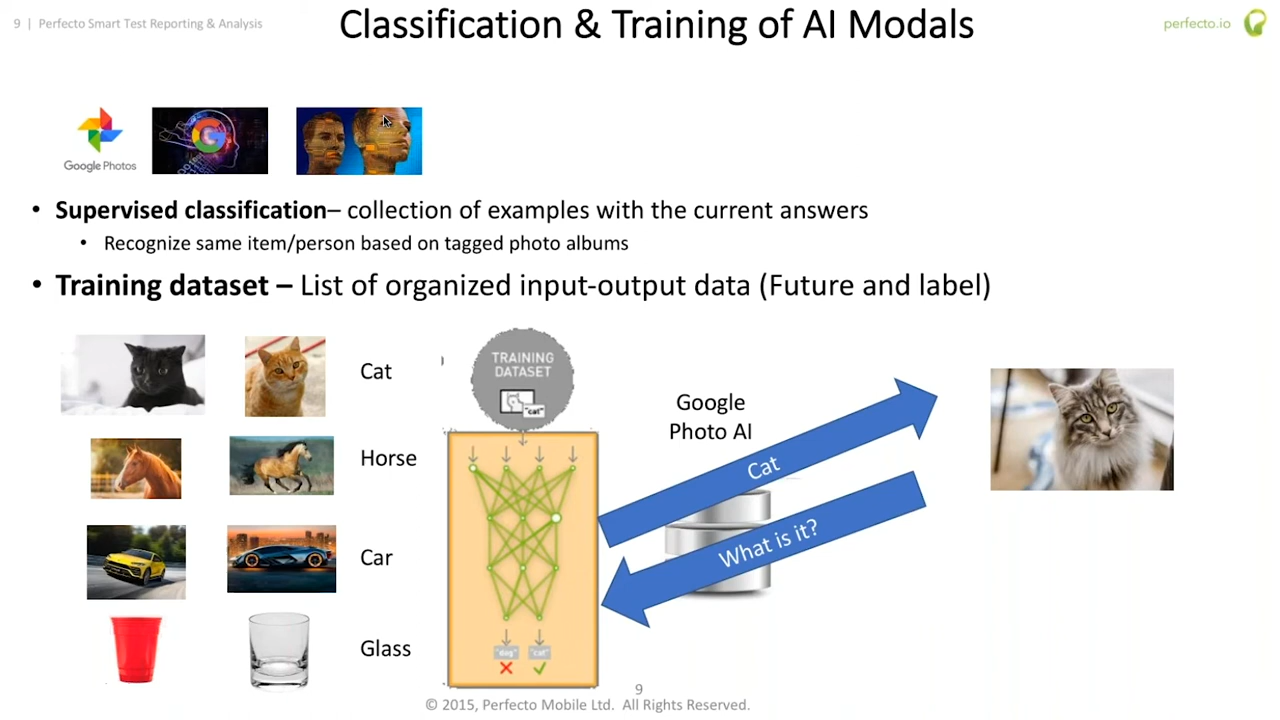 9 | Perfecto Smart Test Reporting & Analysis
Classification & Training of AI Modals
perfecto.io
Google Photos
G
• Supervised classification– collection of examples with the current answers
• Recognize same item/person based on tagged photo albums
• Training dataset – List of organized input-output data (Future and label)
Cat
Horse
Car
Glass
TRAINING
DATASET
"cat"
"dog" "cat"
Google
Photo AI
Cat
What is it?
9
© 2015, Perfecto Mobile Ltd. All Rights Reserved.